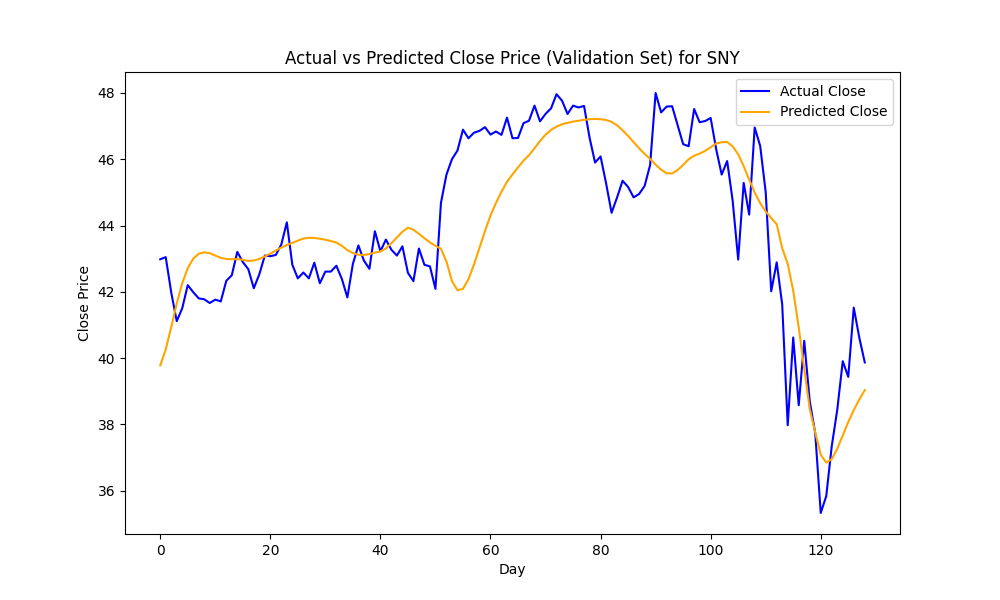 Actual vs Predicted Close Price (Validation Set) for SNY
Actual Close
Predicted Close
Close Price
48
46
44
42
40
38
36
0 20 40 60 80 100 120
Day